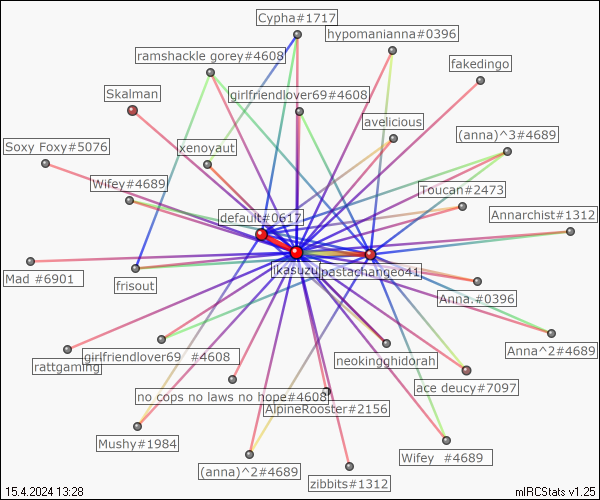 Cypha#1717
hypomanianna#0396
ramshackle gorey#4608
fakedingo
Skalman
girlfriendlover69#4608
avelicious
(anna)^3#4689
Soxy Foxy#5076
xenoyaut
Wifey#4689
Toucan#2473
default#0617
Annarchist#1312
Mad #6901
frisout
ikasuzu
pastachangeo41
Anna.#0396
Anna^2#4689
rattgaming
girlfriendlover69 #4608
neokingghidorah
no cops no laws no hope#4608
ace deucy#7097
AlpineRooster#2156
Mushy#1984
(anna)^2#4689
zibbits#1312
Wifey #4689
15.4.2024 13:28
mIRCStats v1.25